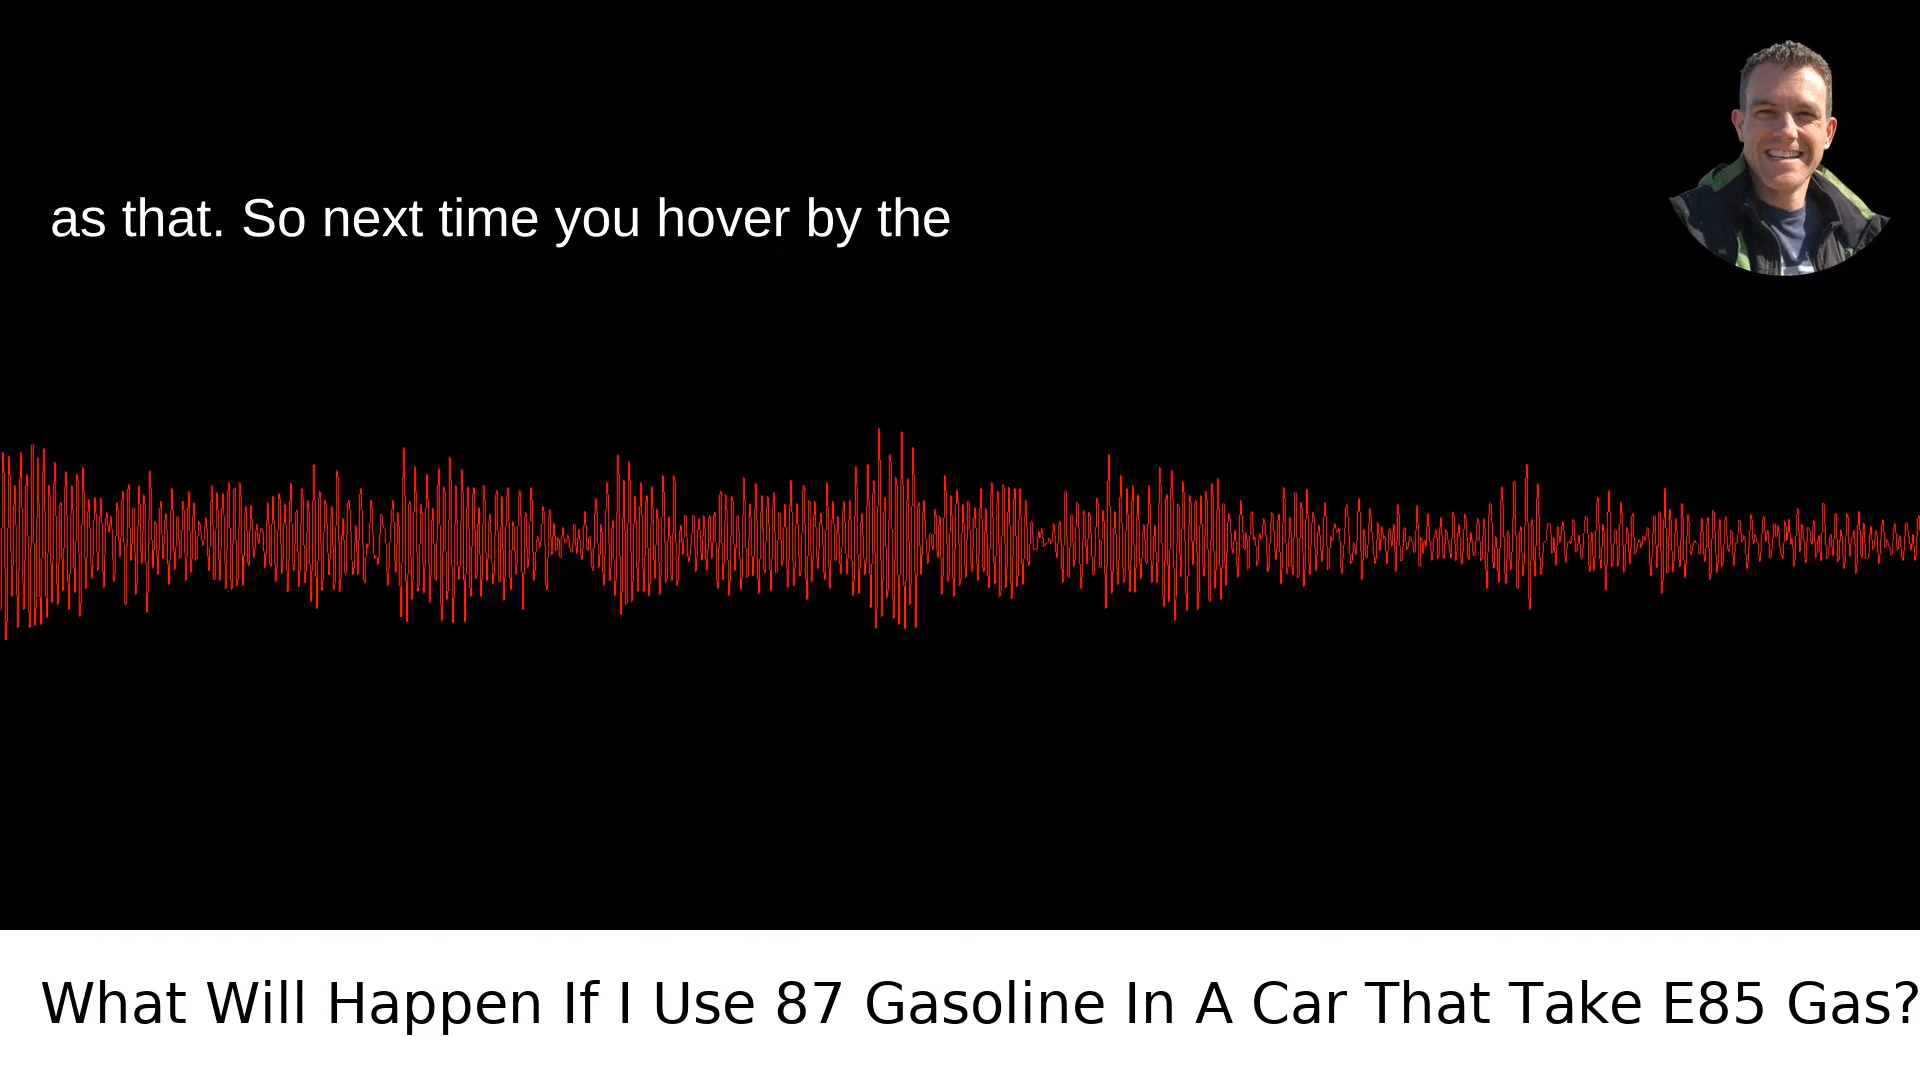 as that. So next time you hover by the
What Will Happen If I Use 87 Gasoline In A Car That Take E85 Gas?